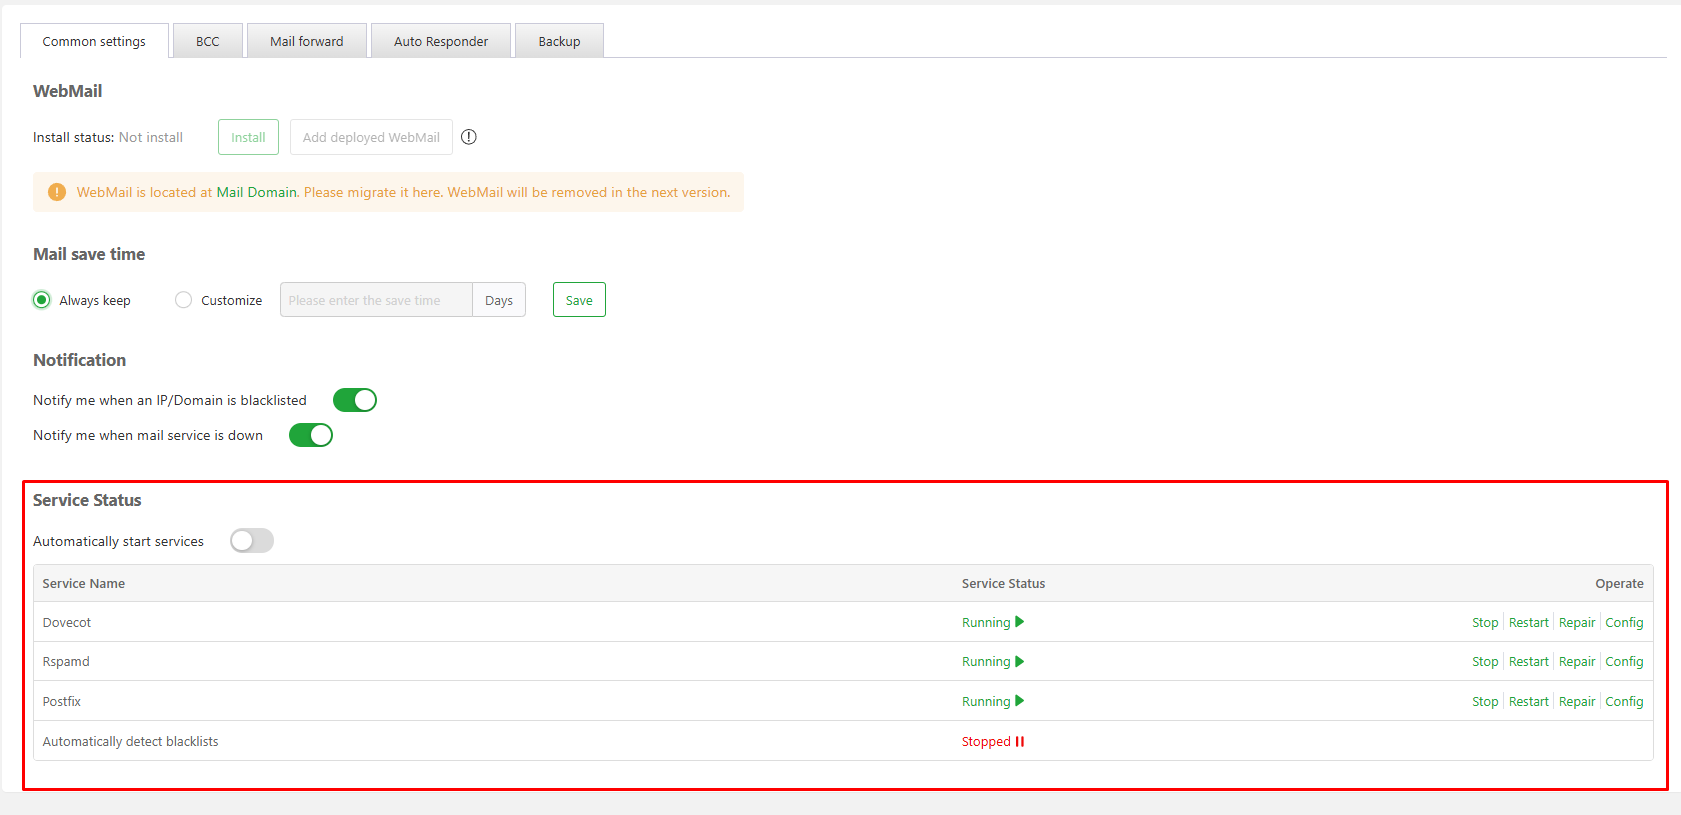 Common settings BCC Mail forward Auto Responder Backup
WebMail
Install status: Not install Install Add deployed WebMail
WebMail is located at Mail Domain. Please migrate it here. WebMail will be removed in the next version.
Mail save time
Always keep Customize Please enter the save time Days Save
Notification
Notify me when an IP/Domain is blacklisted
Notify me when mail service is down
Service Status
Automatically start services
Service Name Service Status Operate
Dovecot Running Stop Restart Repair Config
Rspamd Running Stop Restart Repair Config
Postfix Running Stop Restart Repair Config
Automatically detect blacklists Stopped